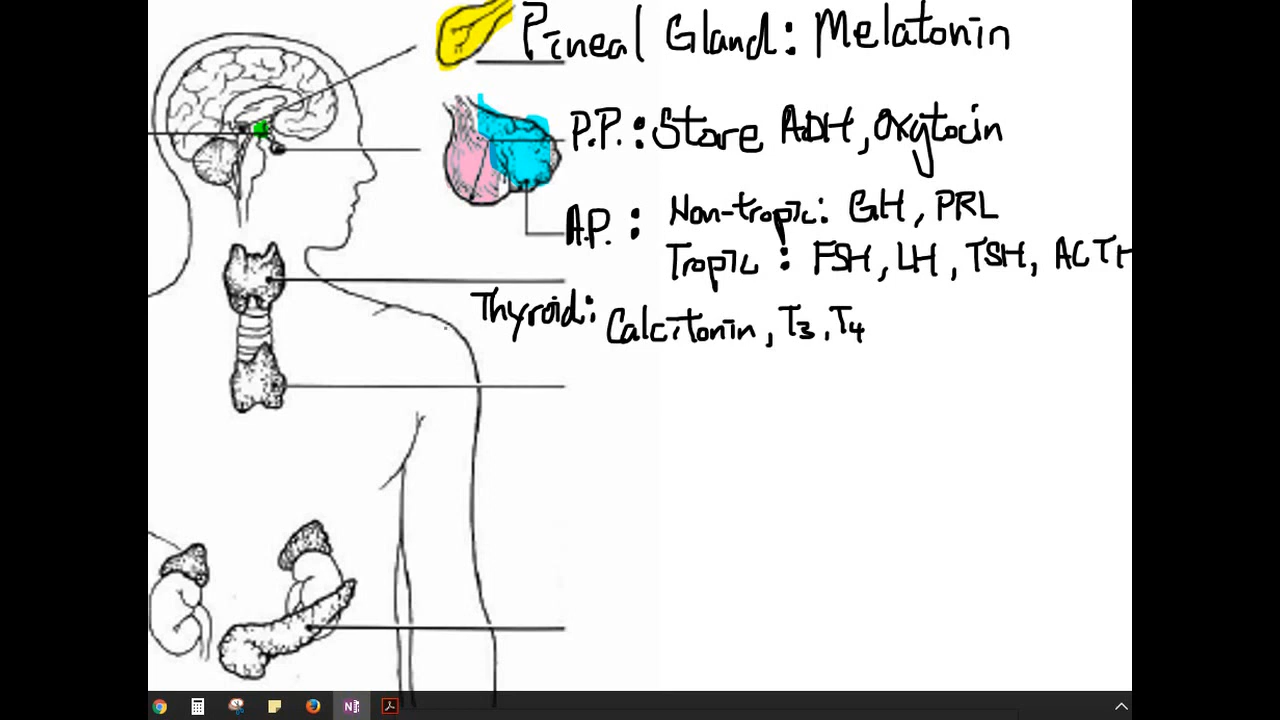 Pineal Gland: Melatonin
P.P.: Store ADH, Oxytocin
A.P.: Non-tropic: GH, PRL
Tropic: FSH, LH, TSH, ACTH
Thyroid: Calcitonin, T3, T4